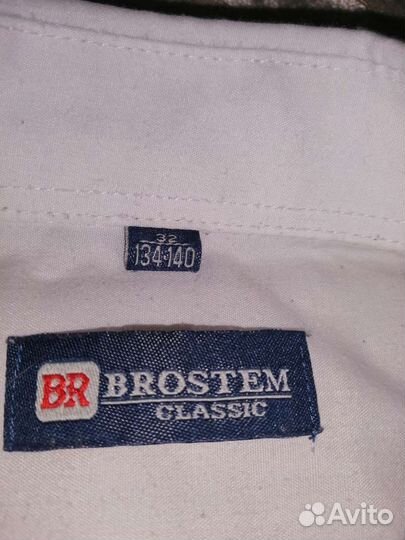 32
134-140
BR BROSTEM
CLASSIC
Avito